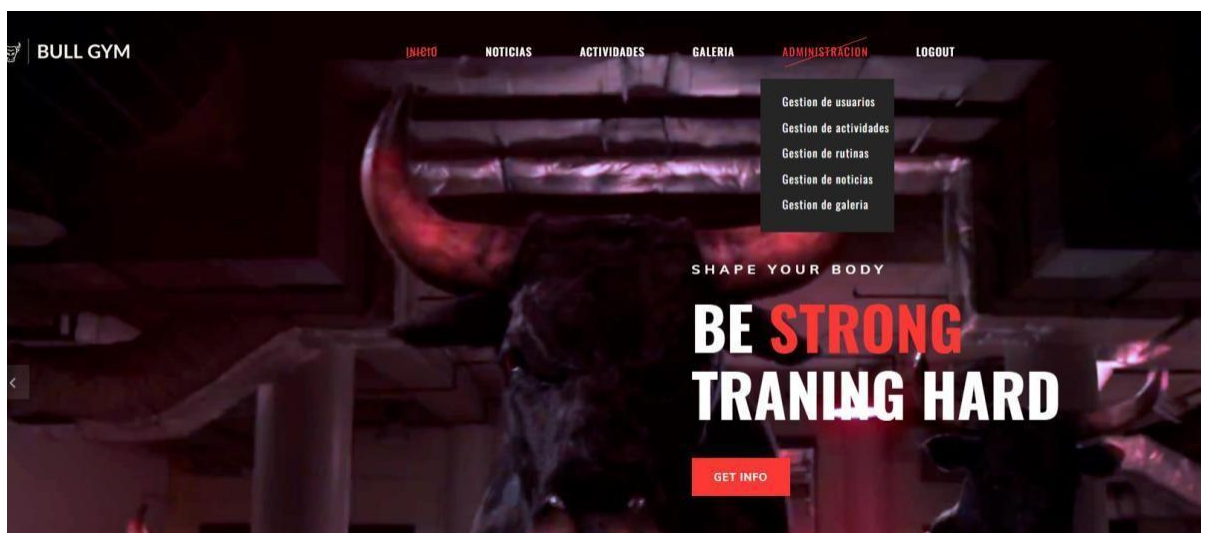 BULL GYM
INICIO NOTICIAS ACTIVIDADES GALERIA ADMINISTRACION LOGOUT
Gestion de usuarios
Gestion de actividades
Gestion de rutinas
Gestion de noticias
Gestion de galeria
SHAPE YOUR BODY
BE STRONG
TRANING HARD
GET INFO